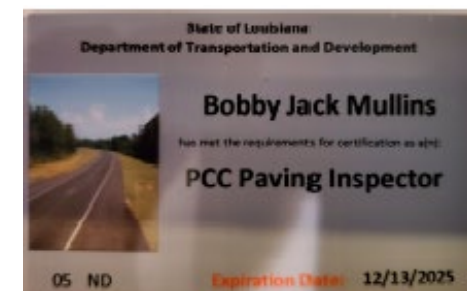 State of Louisiana
Department of Transportation and Development
Bobby Jack Mullins
has met the requirements for certification as a(n):
PCC Paving Inspector
05 ND
Expiration Date: 12/13/2025